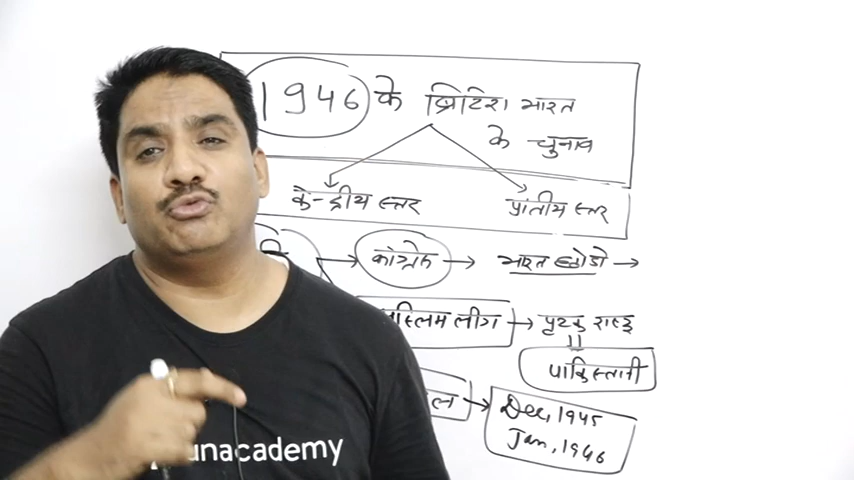 1946 के ब्रिटिश भारत
के चुनाव
केन्द्रीय स्तर प्रांतीय स्तर
कांग्रेस → भारत छोडो →
मुस्लिम लीग → पृथक राष्ट्र
||
पाकिस्तान
→ Dec, 1945
Jan, 1946
unacademy